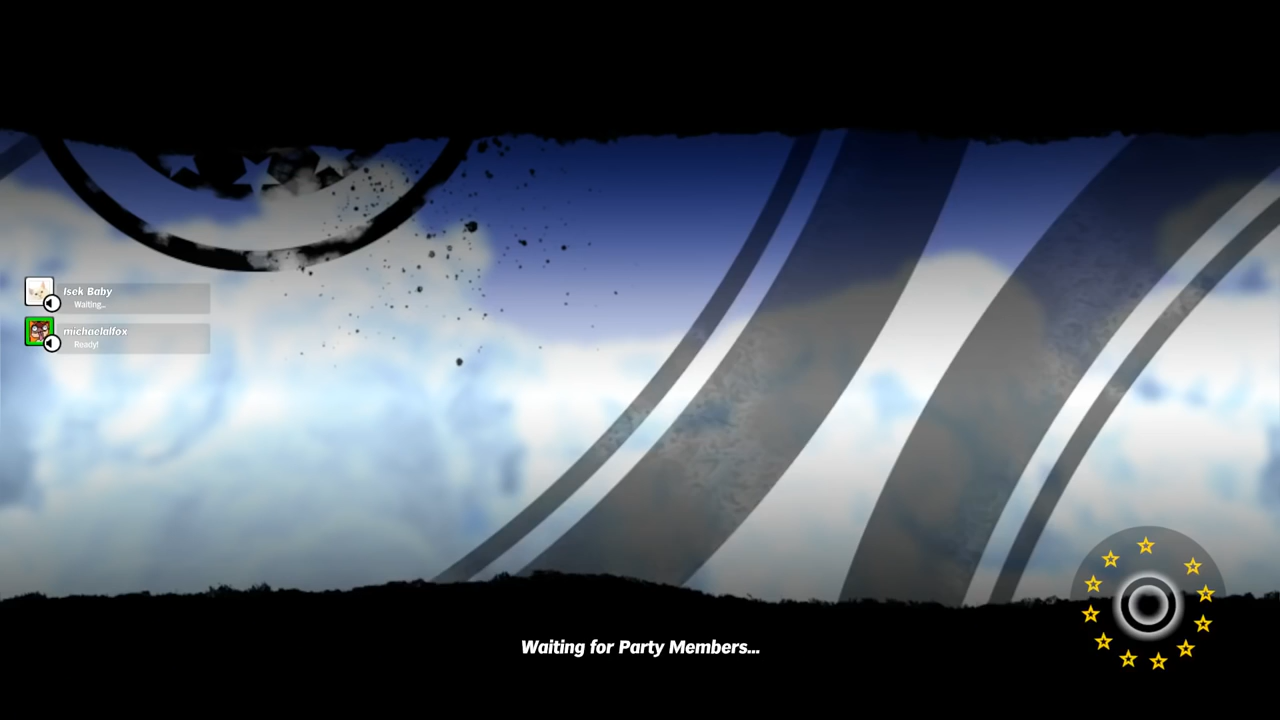 Isek Baby
Waiting...
michaelalfox
Ready!
Waiting for Party Members...